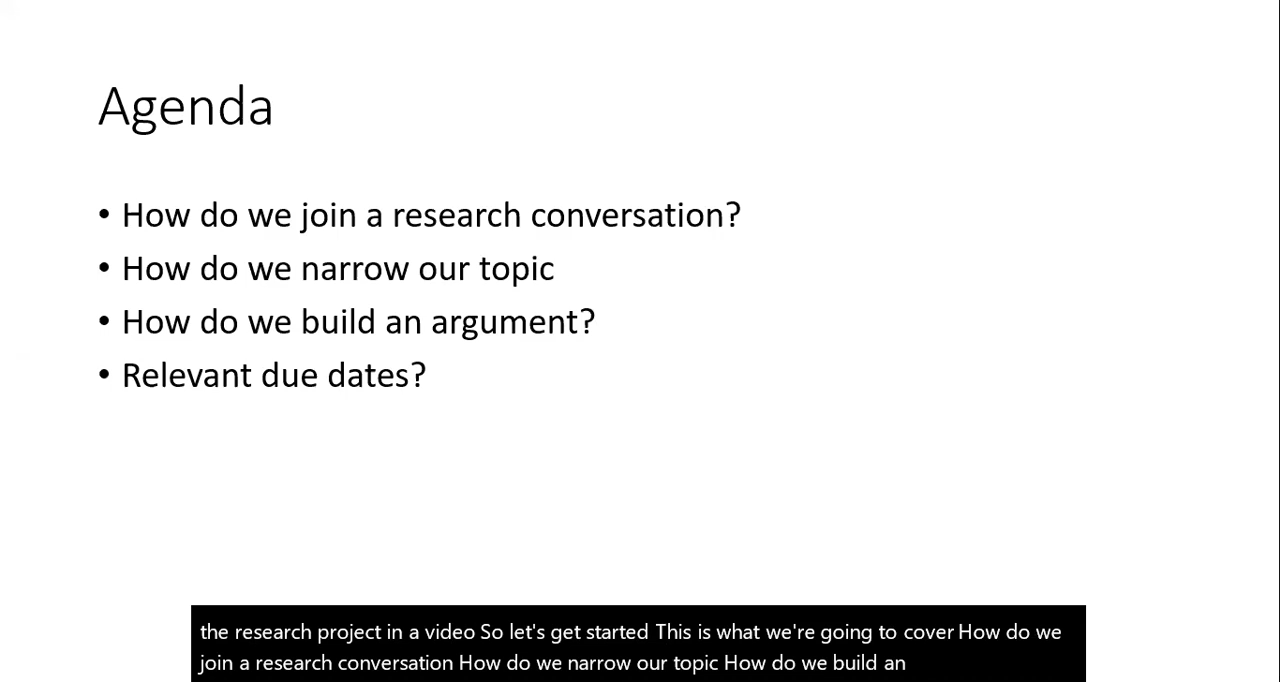 Agenda
• How do we join a research conversation?
• How do we narrow our topic
• How do we build an argument?
• Relevant due dates?
the research project in a video So let's get started This is what we're going to cover How do we
join a research conversation How do we narrow our topic How do we build an